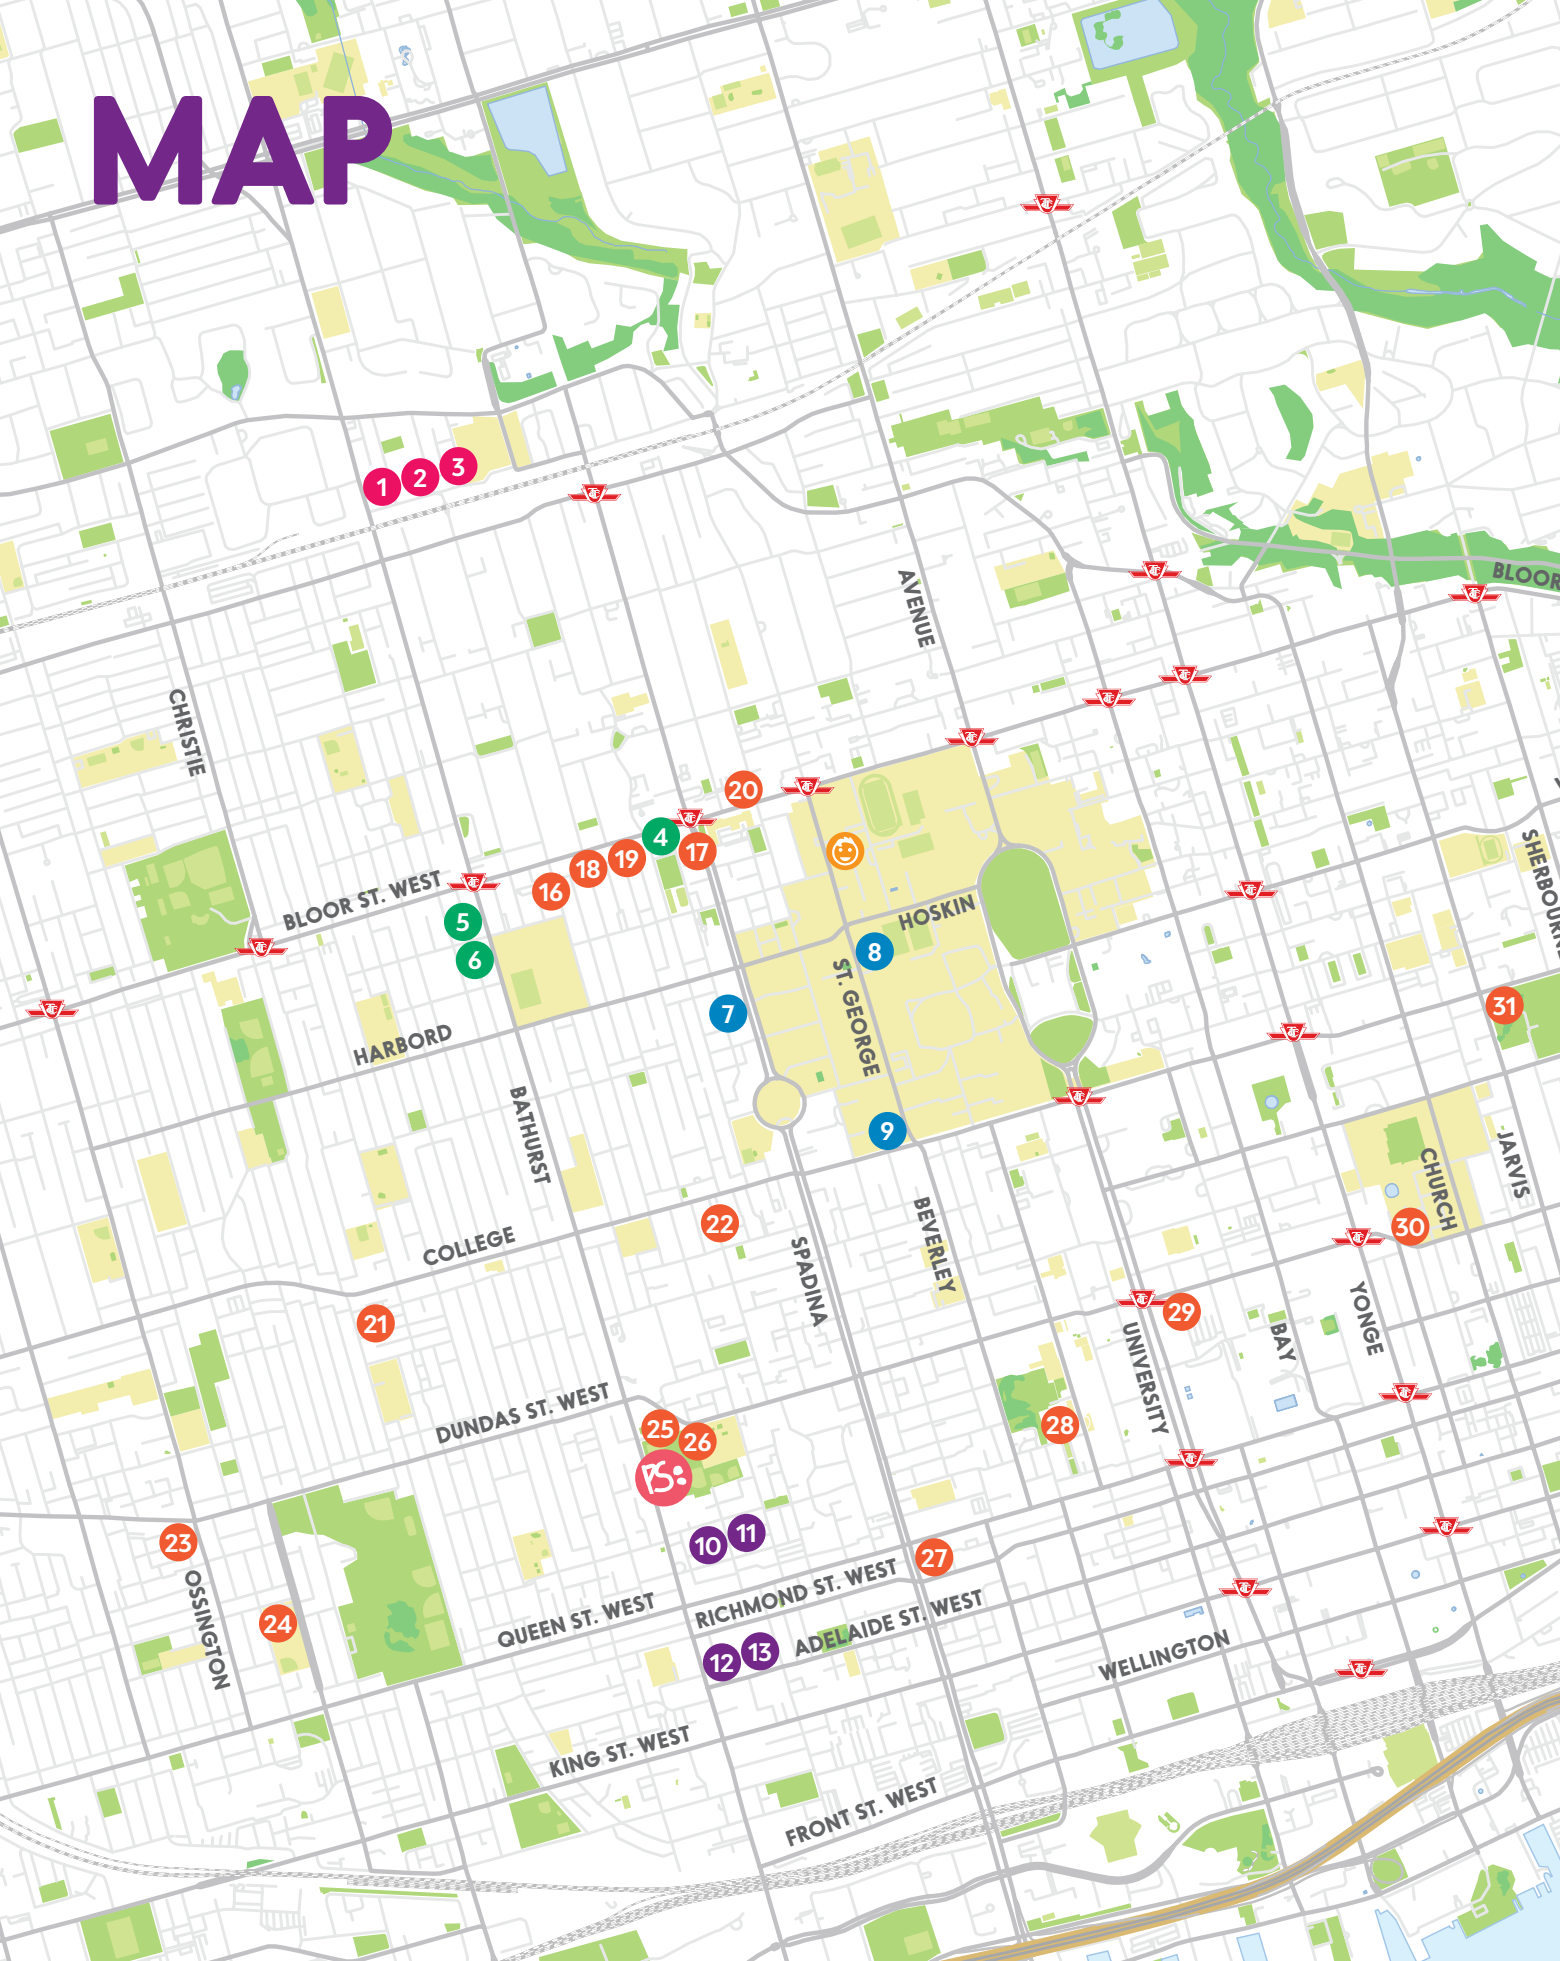 MAP
1 2 3
BLOOR
AVENUE
CHRISTIE
20
4
17
19
18
16
BLOOR ST. WEST
SHERBOURNE
5
6
HOSKIN
8
ST. GEORGE
7
31
HARBORD
BATHURST
9
CHURCH
JARVIS
22
COLLEGE
SPADINA
BEVERLEY
30
21
29
UNIVERSITY
BAY
YONGE
DUNDAS ST. WEST
25 26
PS:
28
23
10 11
27
OSSINGTON
24
QUEEN ST. WEST
RICHMOND ST. WEST
ADELAIDE ST. WEST
12 13
WELLINGTON
KING ST. WEST
FRONT ST. WEST